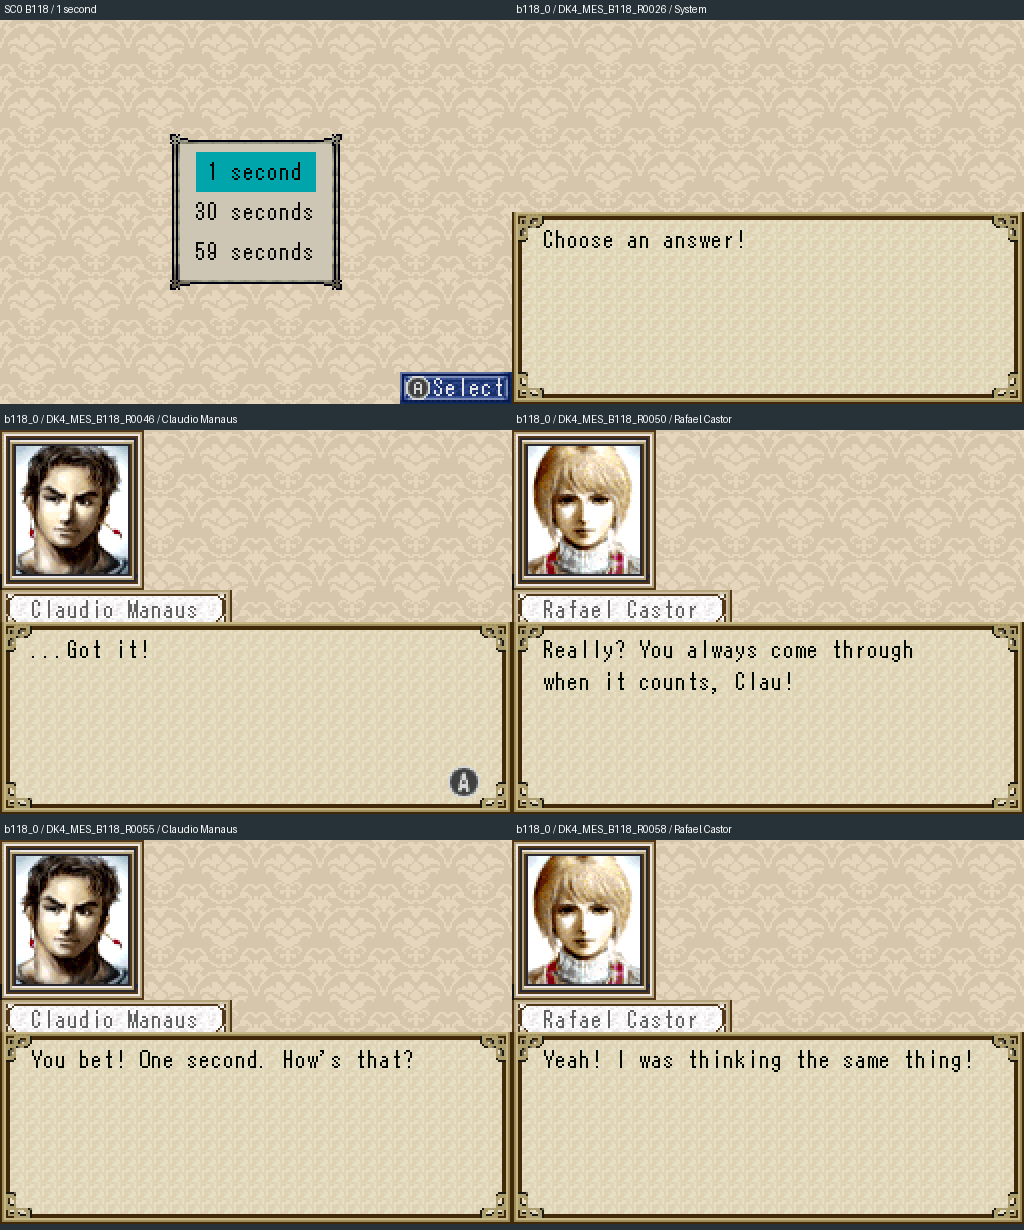 SC0 B118 / 1 second
1 second
30 seconds
59 seconds
A Select
b118_0 / DK4_MES_B118_R0026 / System
Choose an answer!
b118_0 / DK4_MES_B118_R0046 / Claudio Manaus
Claudio Manaus
...Got it!
A
b118_0 / DK4_MES_B118_R0050 / Rafael Castor
Rafael Castor
Really? You always come through
when it counts, Clau!
b118_0 / DK4_MES_B118_R0055 / Claudio Manaus
Claudio Manaus
You bet! One second. How's that?
b118_0 / DK4_MES_B118_R0058 / Rafael Castor
Rafael Castor
Yeah! I was thinking the same thing!